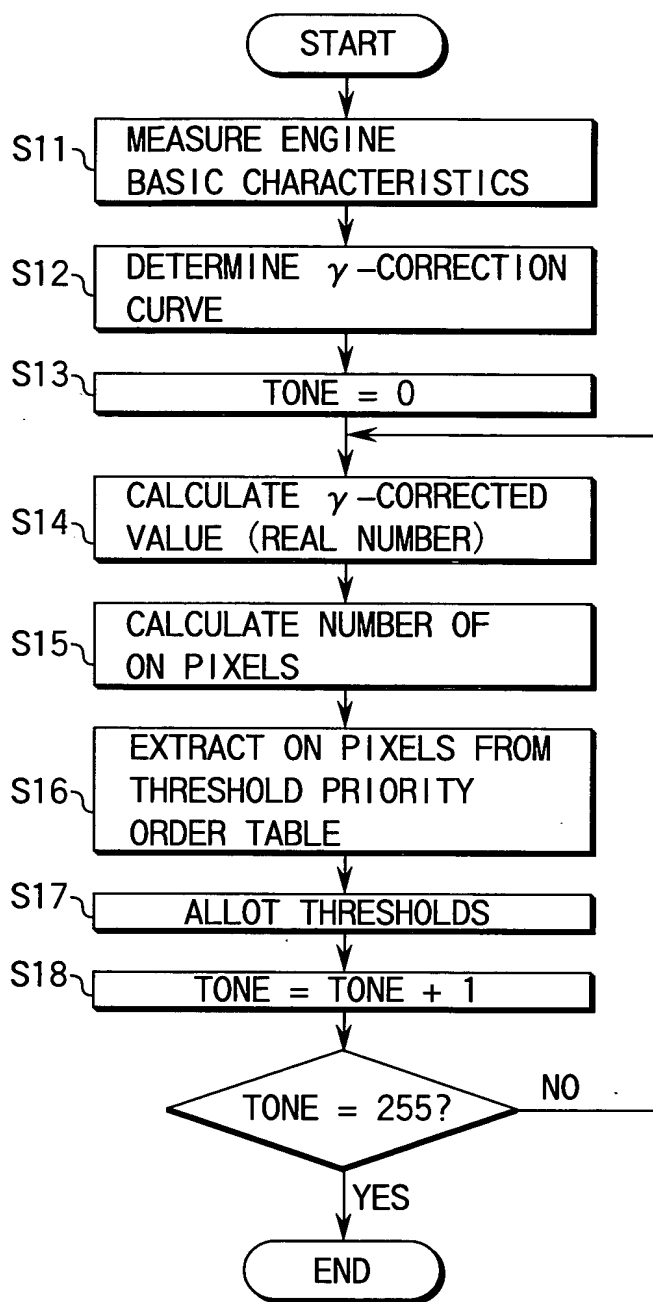 START
S11
MEASURE ENGINE
BASIC CHARACTERISTICS
S12
DETERMINE γ-CORRECTION
CURVE
S13
TONE = 0
S14
CALCULATE γ-CORRECTED
VALUE (REAL NUMBER)
S15
CALCULATE NUMBER OF
ON PIXELS
S16
EXTRACT ON PIXELS FROM
THRESHOLD PRIORITY
ORDER TABLE
S17
ALLOT THRESHOLDS
S18
TONE = TONE + 1
TONE = 255?
NO
YES
END